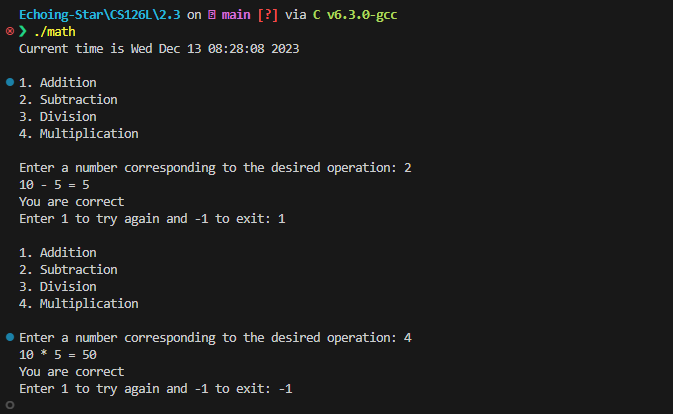 Echoing-Star\CS126L\2.3 on main [?] via C v6.3.0-gcc
❯ ./math
Current time is Wed Dec 13 08:28:08 2023
1. Addition
2. Subtraction
3. Division
4. Multiplication
Enter a number corresponding to the desired operation: 2
10 - 5 = 5
You are correct
Enter 1 to try again and -1 to exit: 1
1. Addition
2. Subtraction
3. Division
4. Multiplication
Enter a number corresponding to the desired operation: 4
10 * 5 = 50
You are correct
Enter 1 to try again and -1 to exit: -1